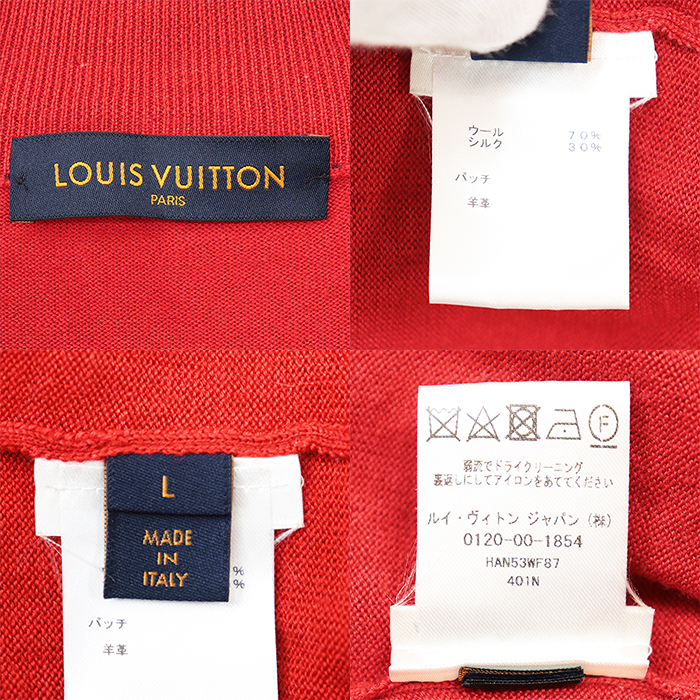 LOUIS VUITTON
PARIS
ウール 70%
シルク 30%
パッチ
羊革
L
MADE
IN
ITALY
%
%
パッチ
羊革
F
弱流でドライクリーニング
裏返しにしてアイロンをあててください
ルイ・ヴィトン ジャパン (株)
0120-00-1854
HAN53WF87
401N